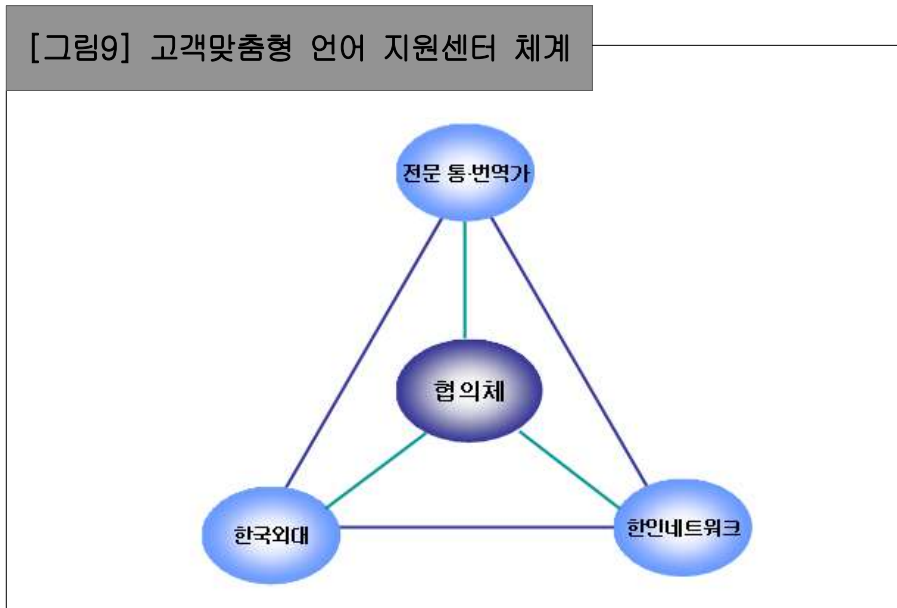 [그림9] 고객맞춤형 언어 지원센터 체계
전문 통·번역가
협의체
한국외대
한인네트워크